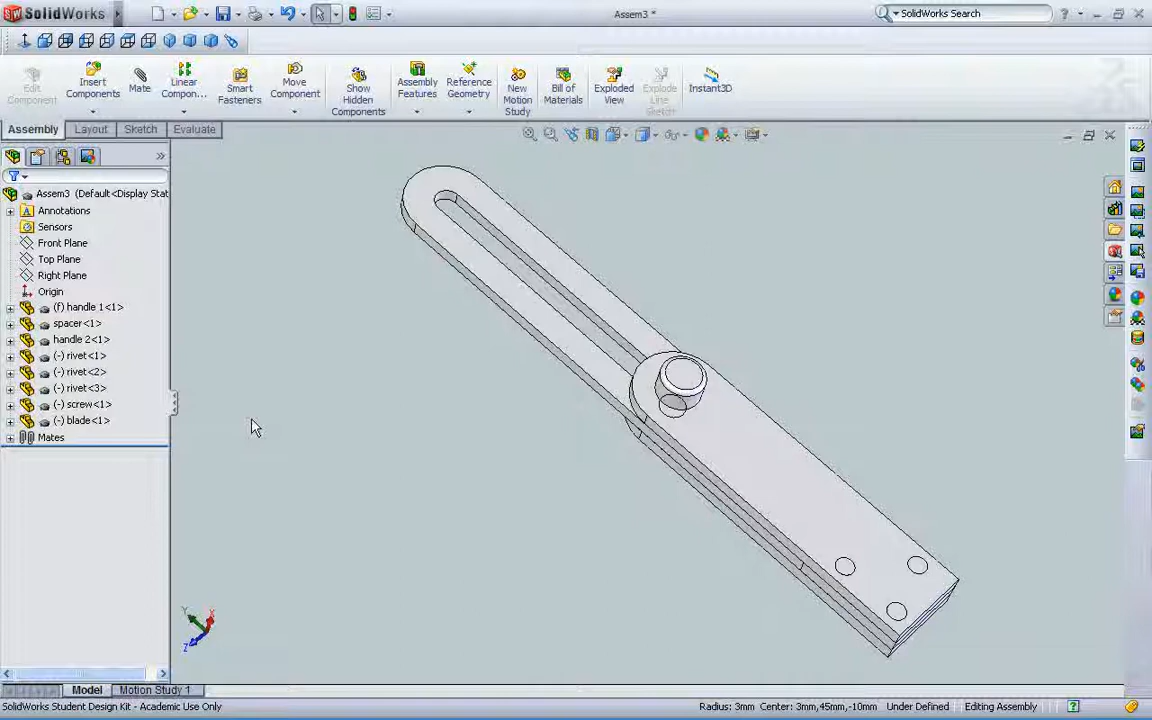 SolidWorks
Assem3 *
SolidWorks Search
Edit Component
Insert Components
Mate
Linear Compon...
Smart Fasteners
Move Component
Show Hidden Components
Assembly Features
Reference Geometry
New Motion Study
Bill of Materials
Exploded View
Explode Line Sketch
Instant3D
Assembly
Layout
Sketch
Evaluate
Assem3 (Default<Display Stat
Annotations
Sensors
Front Plane
Top Plane
Right Plane
Origin
(f) handle 1<1>
spacer<1>
handle 2<1>
(-) rivet<1>
(-) rivet<2>
(-) rivet<3>
(-) screw<1>
(-) blade<1>
Mates
Y
X
Z
Model
Motion Study 1
SolidWorks Student Design Kit - Academic Use Only
Radius: 3mm Center: 3mm,45mm,-10mm
Under Defined
Editing Assembly